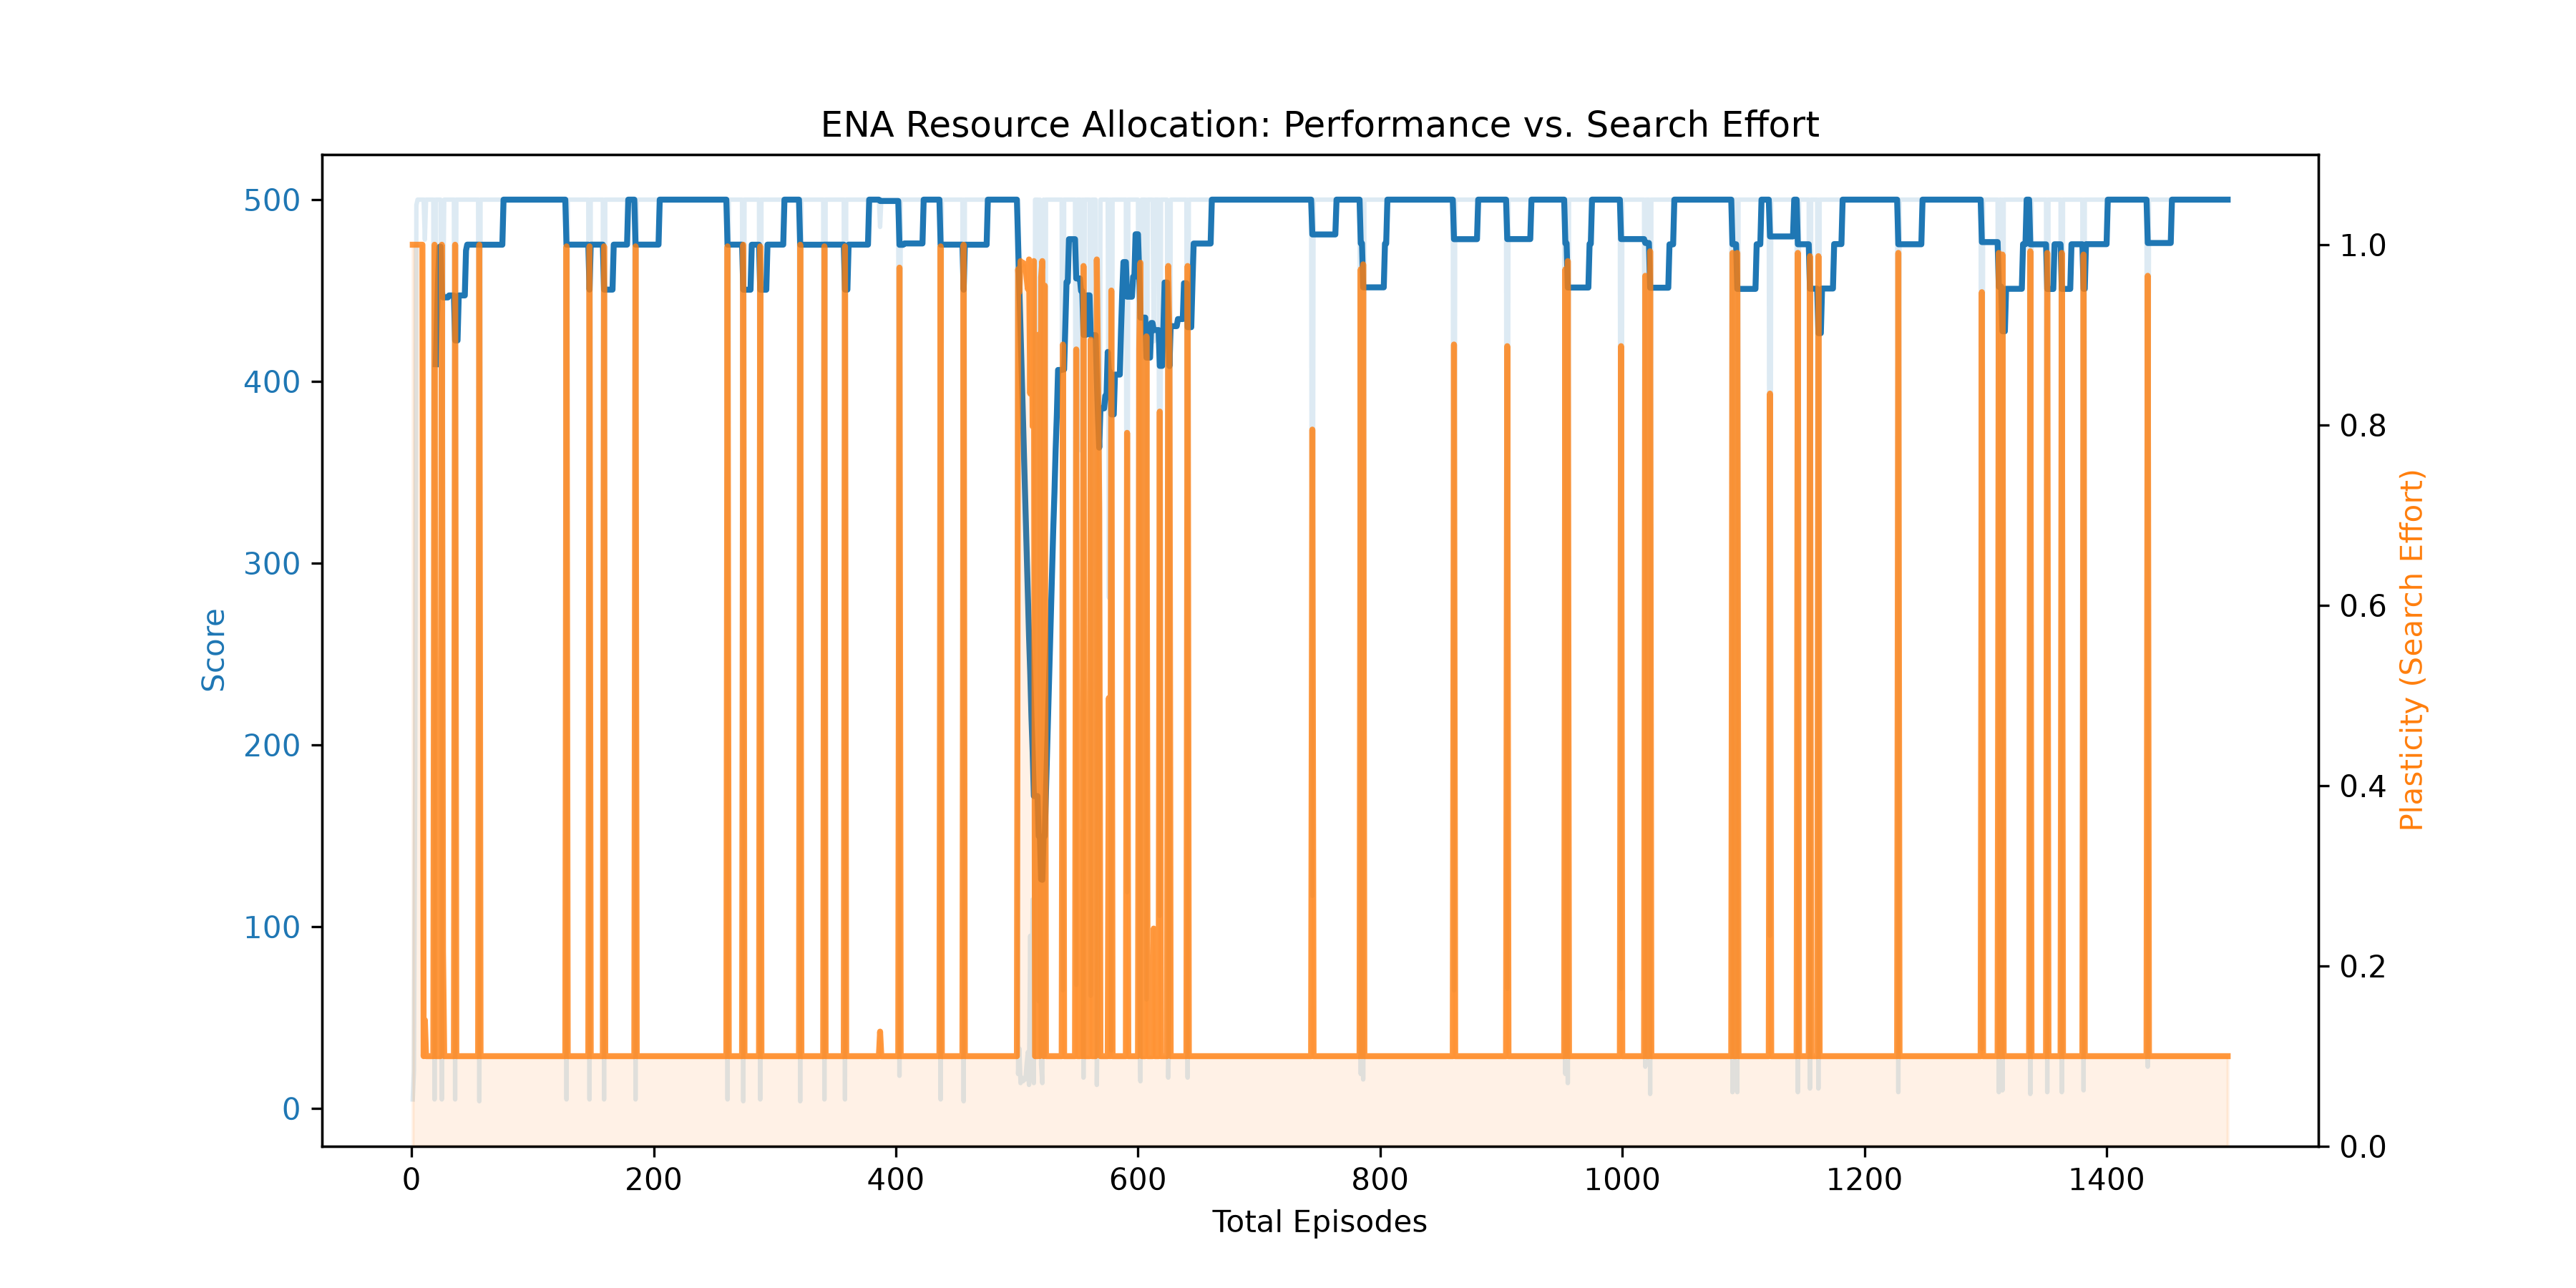 ENA Resource Allocation: Performance vs. Search Effort
500
400
300
200
100
0
Score
1.0
0.8
0.6
0.4
0.2
0.0
Plasticity (Search Effort)
0 200 400 600 800 1000 1200 1400
Total Episodes